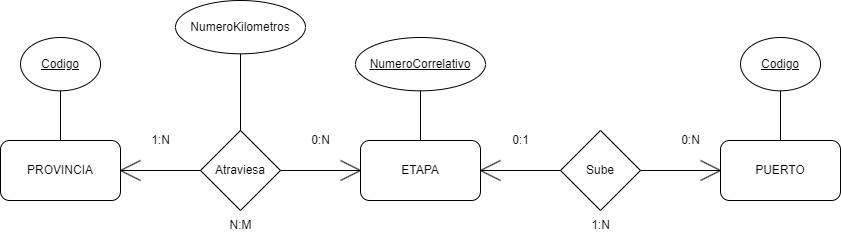 NumeroKilometros
Codigo
NumeroCorrelativo
Codigo
1:N
0:N
0:1
0:N
PROVINCIA
Atraviesa
ETAPA
Sube
PUERTO
N:M
1:N